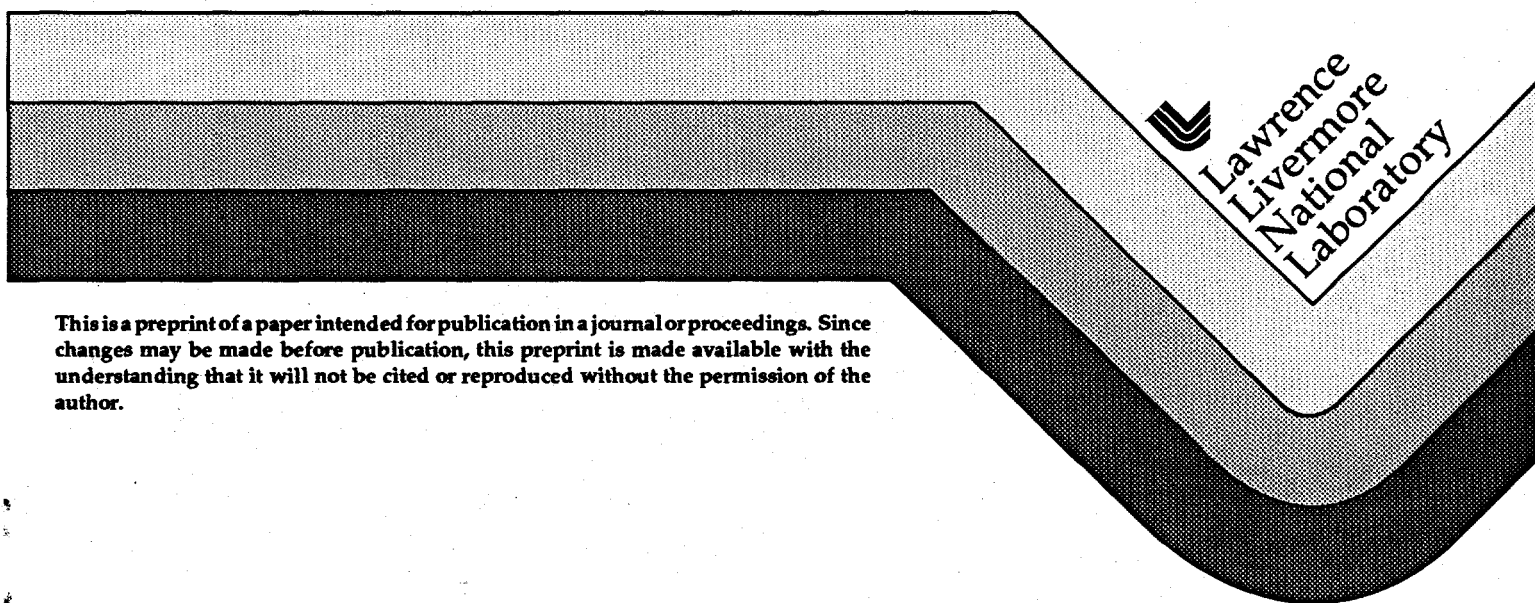 Lawrence
Livermore
National
Laboratory
This is a preprint of a paper intended for publication in a journal or proceedings. Since
changes may be made before publication, this preprint is made available with the
understanding that it will not be cited or reproduced without the permission of the
author.